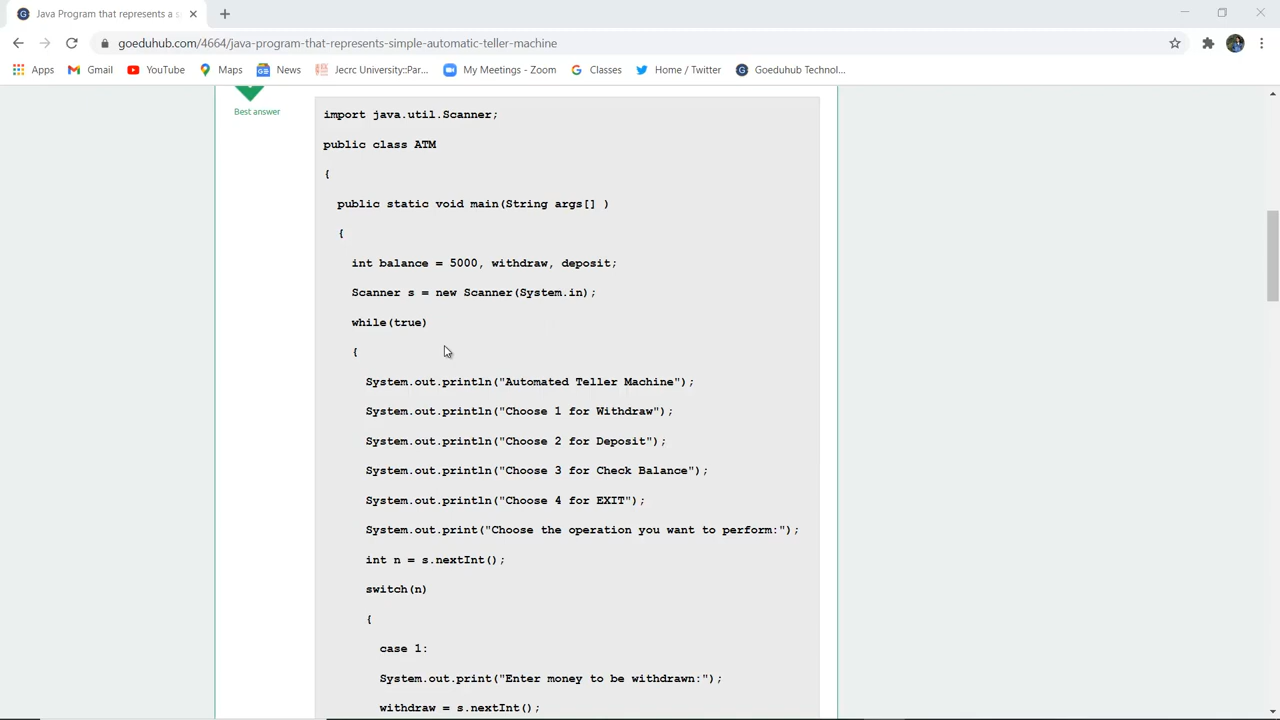 Java Program that represents a s
goeduhub.com/4664/java-program-that-represents-simple-automatic-teller-machine
Apps Gmail YouTube Maps News Jecrc University::Par... My Meetings - Zoom Classes Home / Twitter Goeduhub Technol...
Best answer
import java.util.Scanner;
public class ATM
{
public static void main(String args[] )
{
int balance = 5000, withdraw, deposit;
Scanner s = new Scanner(System.in);
while(true)
{
System.out.println("Automated Teller Machine");
System.out.println("Choose 1 for Withdraw");
System.out.println("Choose 2 for Deposit");
System.out.println("Choose 3 for Check Balance");
System.out.println("Choose 4 for EXIT");
System.out.print("Choose the operation you want to perform:");
int n = s.nextInt();
switch(n)
{
case 1:
System.out.print("Enter money to be withdrawn:");
withdraw = s.nextInt();